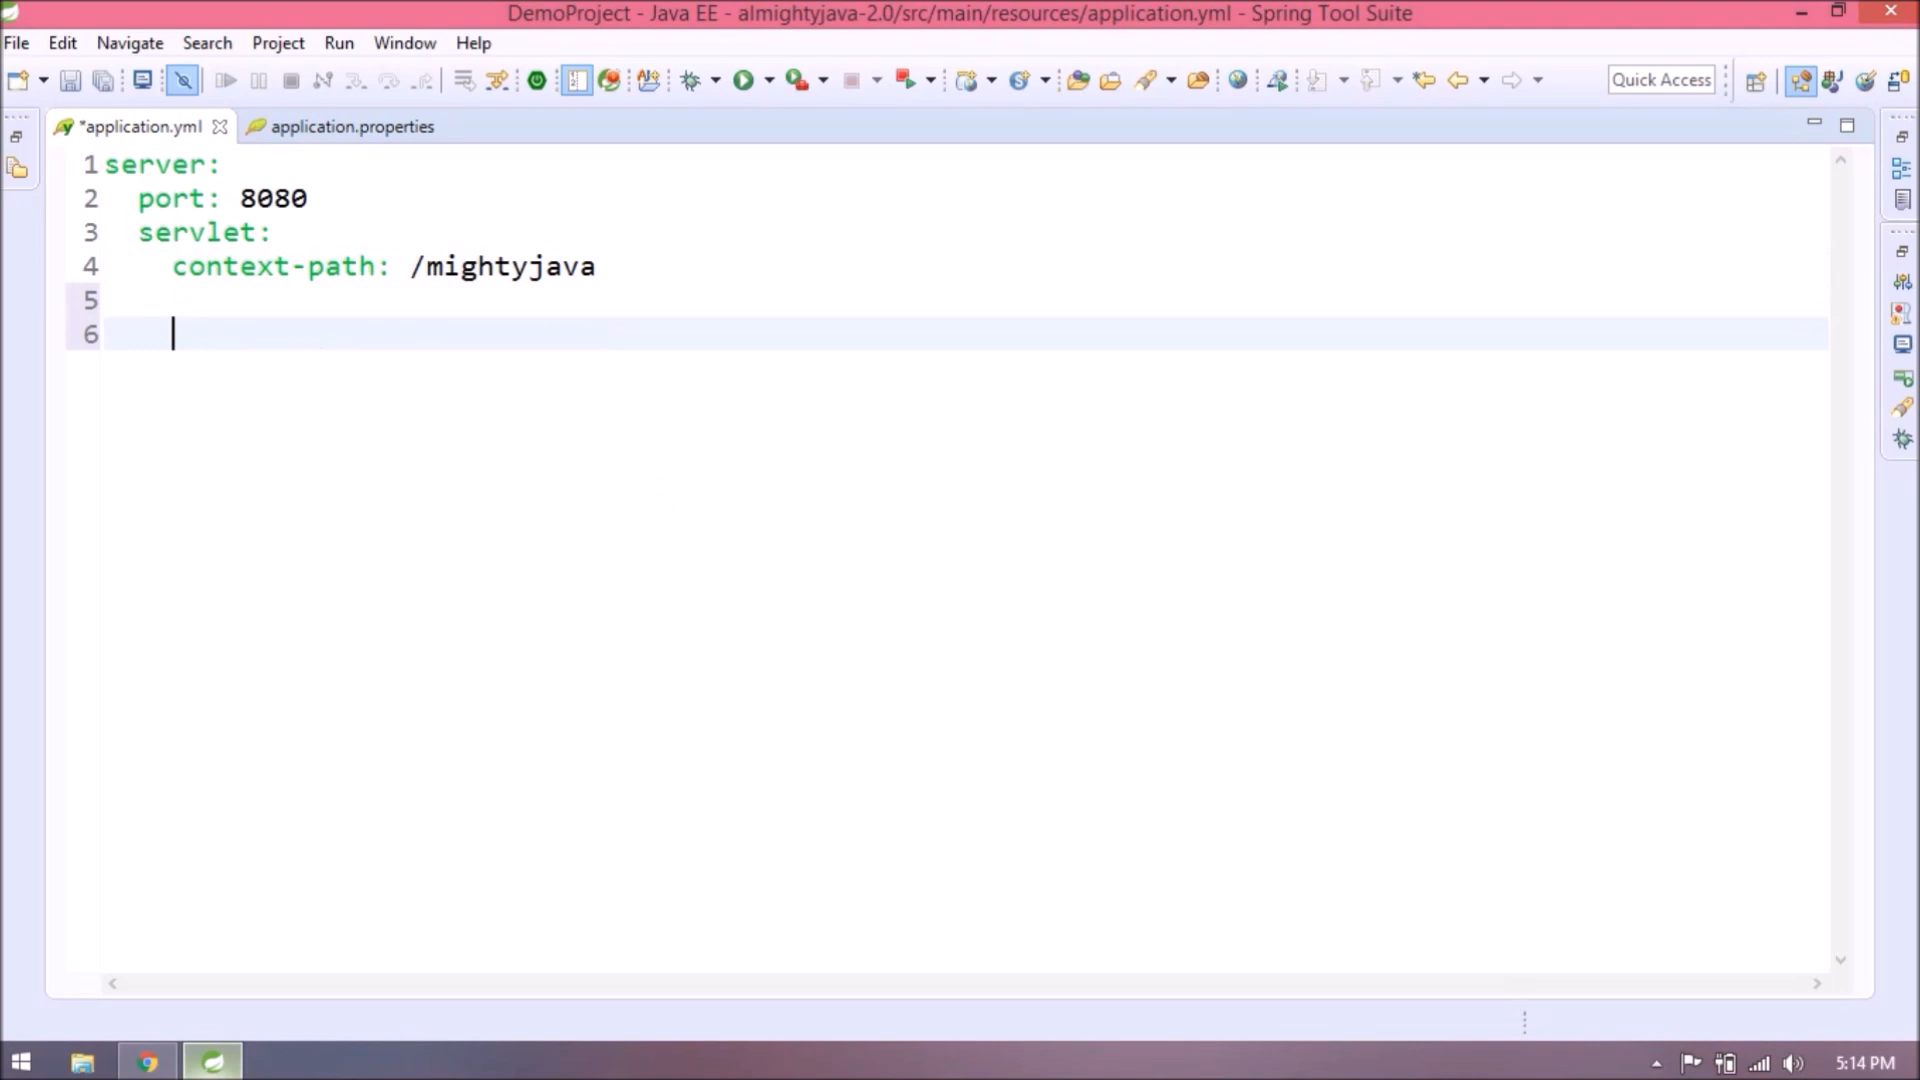 DemoProject - Java EE - almightyjava-2.0/src/main/resources/application.yml - Spring Tool Suite
File Edit Navigate Search Project Run Window Help
Quick Access
*application.yml application.properties
1 server:
2 port: 8080
3 servlet:
4 context-path: /mightyjava
5
6
5:14 PM